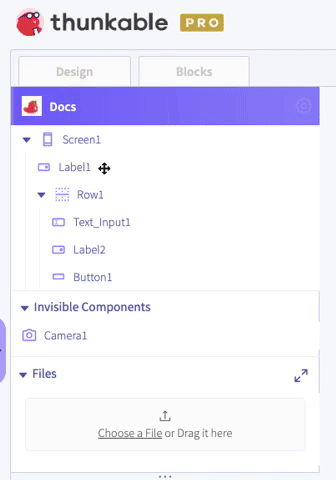 thunkable PRO
Design Blocks
Docs
Screen1
Label1
Row1
Text_Input1
Label2
Button1
Invisible Components
Camera1
Files
Choose a File or Drag it here